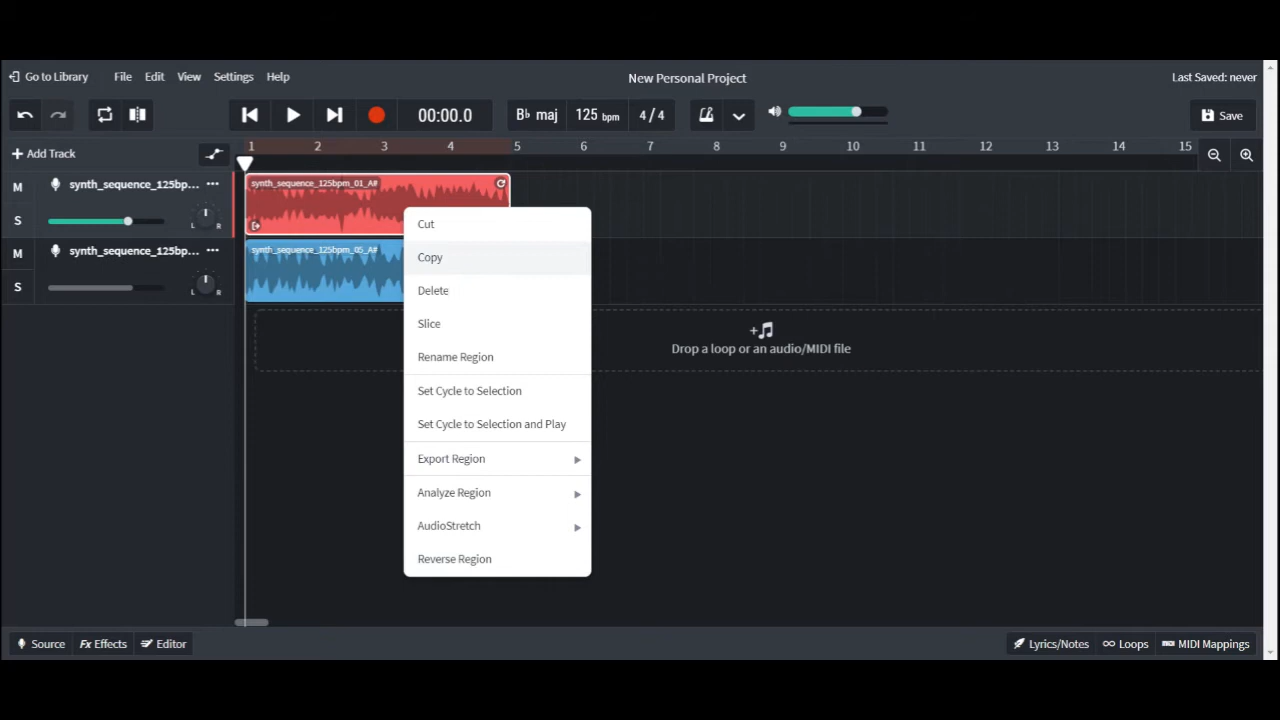 Go to Library File Edit View Settings Help New Personal Project Last Saved: never
00:00.0 B♭ maj 125 bpm 4 / 4 Save
Add Track 1 2 3 4 5 6 7 8 9 10 11 12 13 14 15
M synth_sequence_125bp... synth_sequence_125bpm_01_A#
S L R
M synth_sequence_125bp... synth_sequence_125bpm_05_A#
S L R
Cut
Copy
Delete
Slice
Rename Region
Set Cycle to Selection
Set Cycle to Selection and Play
Export Region
Analyze Region
AudioStretch
Reverse Region
Drop a loop or an audio/MIDI file
Source Fx Effects Editor Lyrics/Notes Loops MIDI Mappings